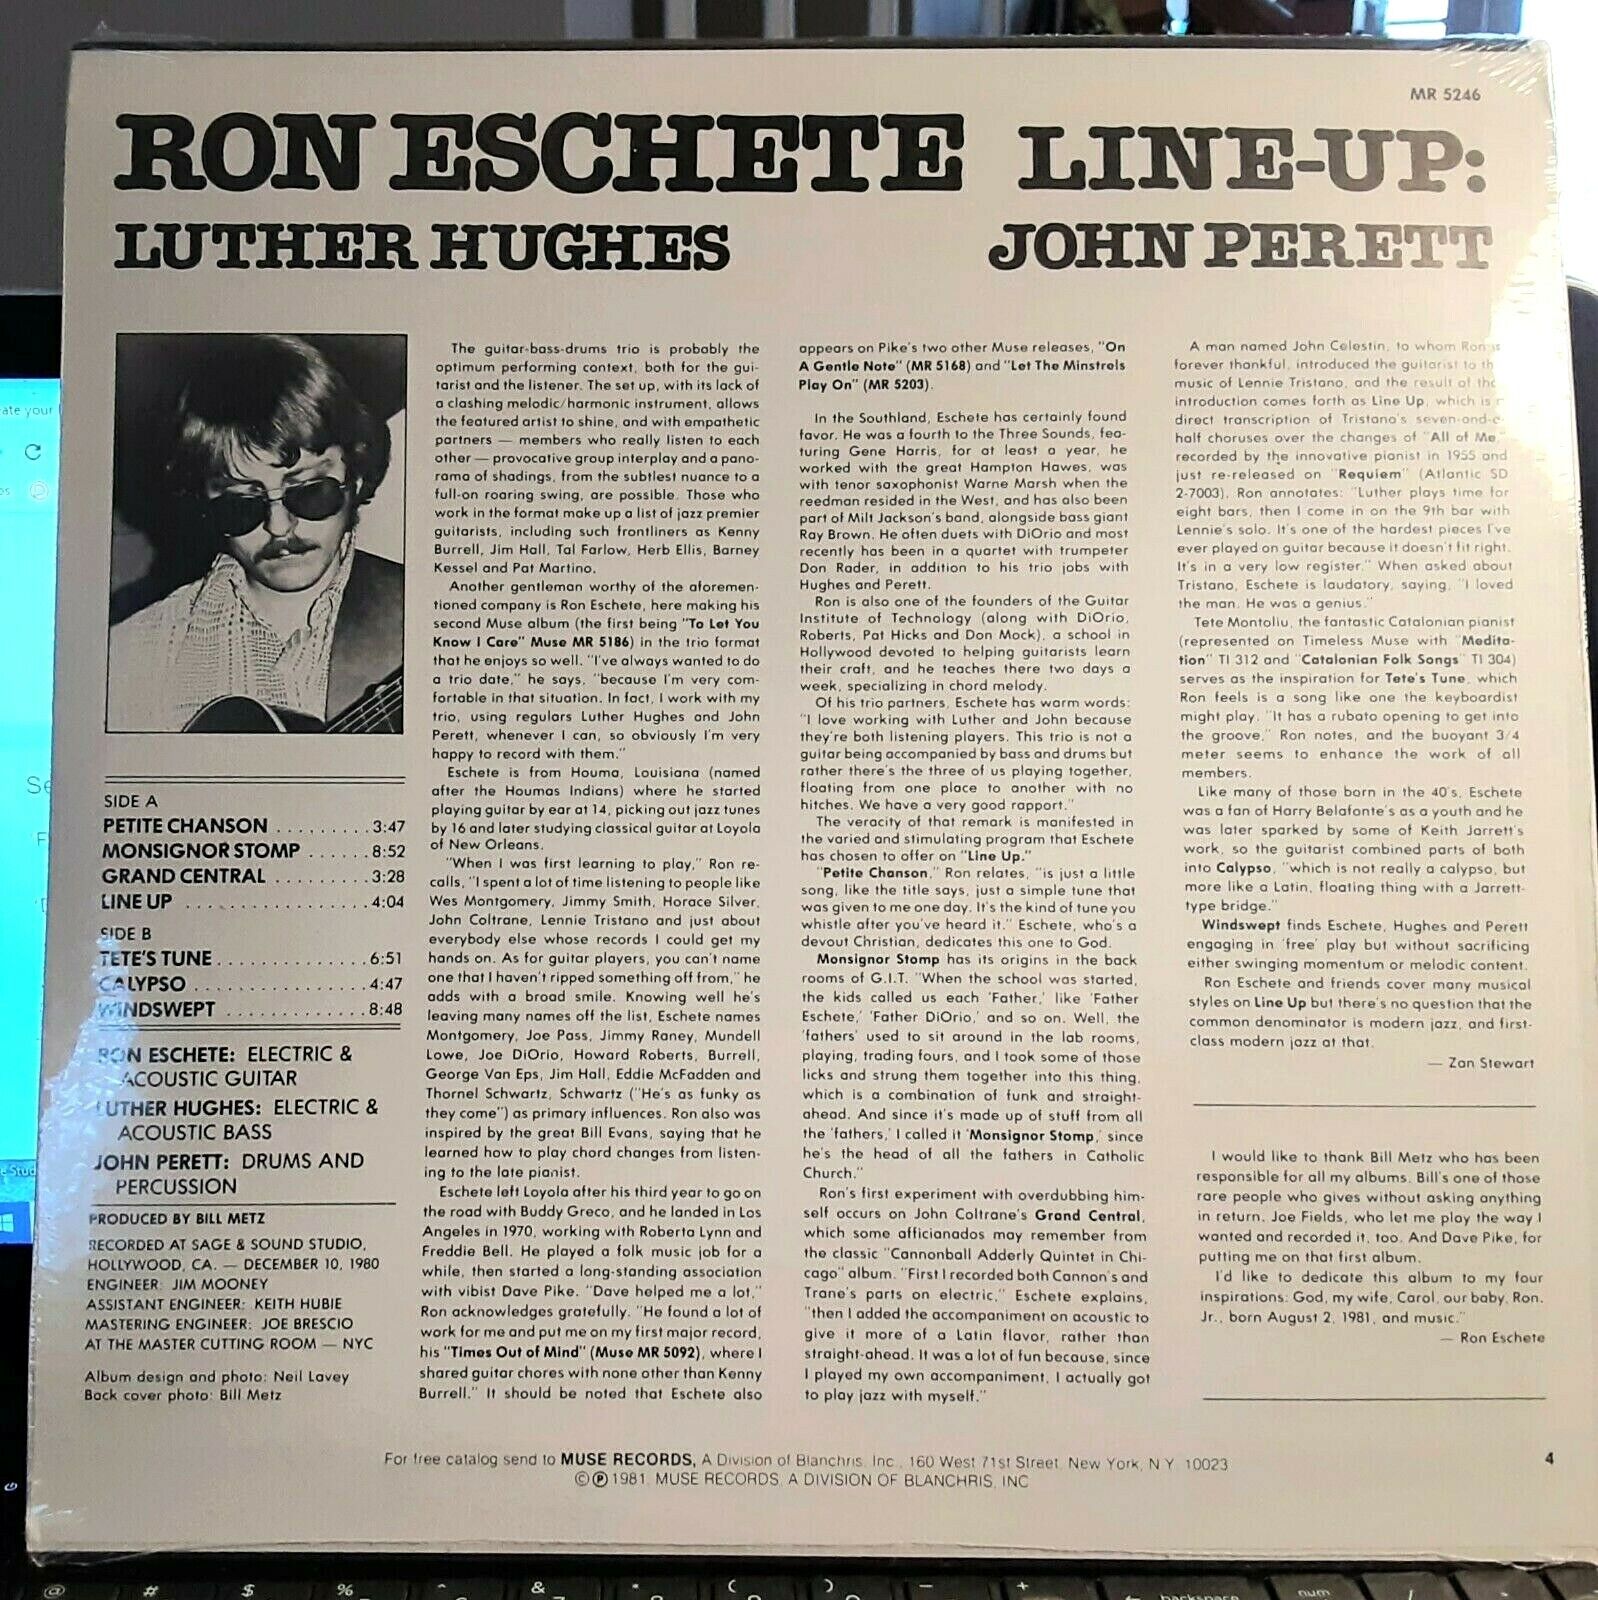 MR 5246
RON ESCHETE LINE-UP:
LUTHER HUGHES JOHN PERETT
SIDE A
PETITE CHANSON . . . . . . . . . 3:47
MONSIGNOR STOMP . . . . . . 8:52
GRAND CENTRAL . . . . . . . . . 3:28
LINE UP . . . . . . . . . . . . . . . . . 4:04
SIDE B
TETE'S TUNE . . . . . . . . . . . . . . 6:51
CALYPSO . . . . . . . . . . . . . . . . 4:47
WINDSWEPT . . . . . . . . . . . . . 8:48
RON ESCHETE: ELECTRIC &
ACOUSTIC GUITAR
LUTHER HUGHES: ELECTRIC &
ACOUSTIC BASS
JOHN PERETT: DRUMS AND
PERCUSSION
PRODUCED BY BILL METZ
RECORDED AT SAGE & SOUND STUDIO,
HOLLYWOOD, CA. — DECEMBER 10, 1980
ENGINEER: JIM MOONEY
ASSISTANT ENGINEER: KEITH HUBIE
MASTERING ENGINEER: JOE BRESCIO
AT THE MASTER CUTTING ROOM — NYC
Album design and photo: Neil Lavey
Back cover photo: Bill Metz
The guitar-bass-drums trio is probably the
optimum performing context, both for the gui-
tarist and the listener. The set up, with its lack of
a clashing melodic/harmonic instrument, allows
the featured artist to shine, and with empathetic
partners — members who really listen to each
other — provocative group interplay and a pano-
rama of shadings, from the subtlest nuance to a
full-on roaring swing, are possible. Those who
work in the format make up a list of jazz premier
guitarists, including such frontliners as Kenny
Burrell, Jim Hall, Tal Farlow, Herb Ellis, Barney
Kessel and Pat Martino.
Another gentleman worthy of the aforemen-
tioned company is Ron Eschete, here making his
second Muse album (the first being "To Let You
Know I Care" Muse MR 5186) in the trio format
that he enjoys so well. "I've always wanted to do
a trio date," he says, "because I'm very com-
fortable in that situation. In fact, I work with my
trio, using regulars Luther Hughes and John
Perett, whenever I can, so obviously I'm very
happy to record with them."
Eschete is from Houma, Louisiana (named
after the Houmas Indians) where he started
playing guitar by ear at 14, picking out jazz tunes
by 16 and later studying classical guitar at Loyola
of New Orleans.
"When I was first learning to play," Ron re-
calls, "I spent a lot of time listening to people like
Wes Montgomery, Jimmy Smith, Horace Silver,
John Coltrane, Lennie Tristano and just about
everybody else whose records I could get my
hands on. As for guitar players, you can't name
one that I haven't ripped something off from," he
adds with a broad smile. Knowing well he's
leaving many names off the list, Eschete names
Montgomery, Joe Pass, Jimmy Raney, Mundell
Lowe, Joe DiOrio, Howard Roberts, Burrell,
George Van Eps, Jim Hall, Eddie McFadden and
Thornel Schwartz, Schwartz ("He's as funky as
they come") as primary influences. Ron also was
inspired by the great Bill Evans, saying that he
learned how to play chord changes from listen-
ing to the late pianist.
Eschete left Loyola after his third year to go on
the road with Buddy Greco, and he landed in Los
Angeles in 1970, working with Roberta Lynn and
Freddie Bell. He played a folk music job for a
while, then started a long-standing association
with vibist Dave Pike. "Dave helped me a lot,"
Ron acknowledges gratefully. "He found a lot of
work for me and put me on my first major record,
his "Times Out of Mind" (Muse MR 5092), where I
shared guitar chores with none other than Kenny
Burrell." It should be noted that Eschete also
appears on Pike's two other Muse releases, "On
A Gentle Note" (MR 5168) and "Let The Minstrels
Play On" (MR 5203).
In the Southland, Eschete has certainly found
favor. He was a fourth to the Three Sounds, fea-
turing Gene Harris, for at least a year, he
worked with the great Hampton Hawes, was
with tenor saxophonist Warne Marsh when the
reedman resided in the West, and has also been
part of Milt Jackson's band, alongside bass giant
Ray Brown. He often duets with DiOrio and most
recently has been in a quartet with trumpeter
Don Rader, in addition to his trio jobs with
Hughes and Perett.
Ron is also one of the founders of the Guitar
Institute of Technology (along with DiOrio,
Roberts, Pat Hicks and Don Mock), a school in
Hollywood devoted to helping guitarists learn
their craft, and he teaches there two days a
week, specializing in chord melody.
Of his trio partners, Eschete has warm words:
"I love working with Luther and John because
they're both listening players. This trio is not a
guitar being accompanied by bass and drums but
rather there's the three of us playing together,
floating from one place to another with no
hitches. We have a very good rapport."
The veracity of that remark is manifested in
the varied and stimulating program that Eschete
has chosen to offer on "Line Up."
"Petite Chanson," Ron relates, "is just a little
song, like the title says, just a simple tune that
was given to me one day. It's the kind of tune you
whistle after you've heard it." Eschete, who's a
devout Christian, dedicates this one to God.
Monsignor Stomp has its origins in the back
rooms of G.I.T. "When the school was started,
the kids called us each 'Father,' like 'Father
Eschete,' 'Father DiOrio,' and so on. Well, the
'fathers' used to sit around in the lab rooms,
playing, trading fours, and I took some of those
licks and strung them together into this thing,
which is a combination of funk and straight-
ahead. And since it's made up of stuff from all
the 'fathers,' I called it 'Monsignor Stomp,' since
he's the head of all the fathers in Catholic
Church."
Ron's first experiment with overdubbing him-
self occurs on John Coltrane's Grand Central,
which some afficianados may remember from
the classic "Cannonball Adderly Quintet in Chi-
cago" album. "First I recorded both Cannon's and
Trane's parts on electric," Eschete explains,
"then I added the accompaniment on acoustic to
give it more of a Latin flavor, rather than
straight-ahead. It was a lot of fun because, since
I played my own accompaniment, I actually got
to play jazz with myself."
A man named John Celestin, to whom Ron is
forever thankful, introduced the guitarist to
music of Lennie Tristano, and the result of
introduction comes forth as Line Up, which is
direct transcription of Tristano's seven-and-
half choruses over the changes of "All of Me,"
recorded by the innovative pianist in 1955 and
just re-released on "Requiem" (Atlantic SD
2-7003). Ron annotates: "Luther plays time for
eight bars, then I come in on the 9th bar with
Lennie's solo. It's one of the hardest pieces I've
ever played on guitar because it doesn't fit right.
It's in a very low register." When asked about
Tristano, Eschete is laudatory, saying, "I loved
the man. He was a genius."
Tete Montoliu, the fantastic Catalonian pianist
(represented on Timeless Muse with "Medita-
tion" TI 312 and "Catalonian Folk Songs" TI 304)
serves as the inspiration for Tete's Tune, which
Ron feels is a song like one the keyboardist
might play. "It has a rubato opening to get into
the groove," Ron notes, and the buoyant 3/4
meter seems to enhance the work of all
members.
Like many of those born in the 40's, Eschete
was a fan of Harry Belafonte's as a youth and he
was later sparked by some of Keith Jarrett's
work, so the guitarist combined parts of both
into Calypso, "which is not really a calypso, but
more like a Latin, floating thing with a Jarrett-
type bridge."
Windswept finds Eschete, Hughes and Perett
engaging in 'free' play but without sacrificing
either swinging momentum or melodic content.
Ron Eschete and friends cover many musical
styles on Line Up but there's no question that the
common denominator is modern jazz, and first-
class modern jazz at that.
— Zan Stewart
I would like to thank Bill Metz who has been
responsible for all my albums. Bill's one of those
rare people who gives without asking anything
in return. Joe Fields, who let me play the way I
wanted and recorded it, too. And Dave Pike, for
putting me on that first album.
I'd like to dedicate this album to my four
inspirations: God, my wife, Carol, our baby, Ron,
Jr., born August 2, 1981, and music."
— Ron Eschete
For free catalog send to MUSE RECORDS, A Division of Blanchris, Inc., 160 West 71st Street, New York, N.Y. 10023
©℗1981, MUSE RECORDS, A DIVISION OF BLANCHRIS, INC
4
@ # $ % ^ & * ( ) _ +
backspace num